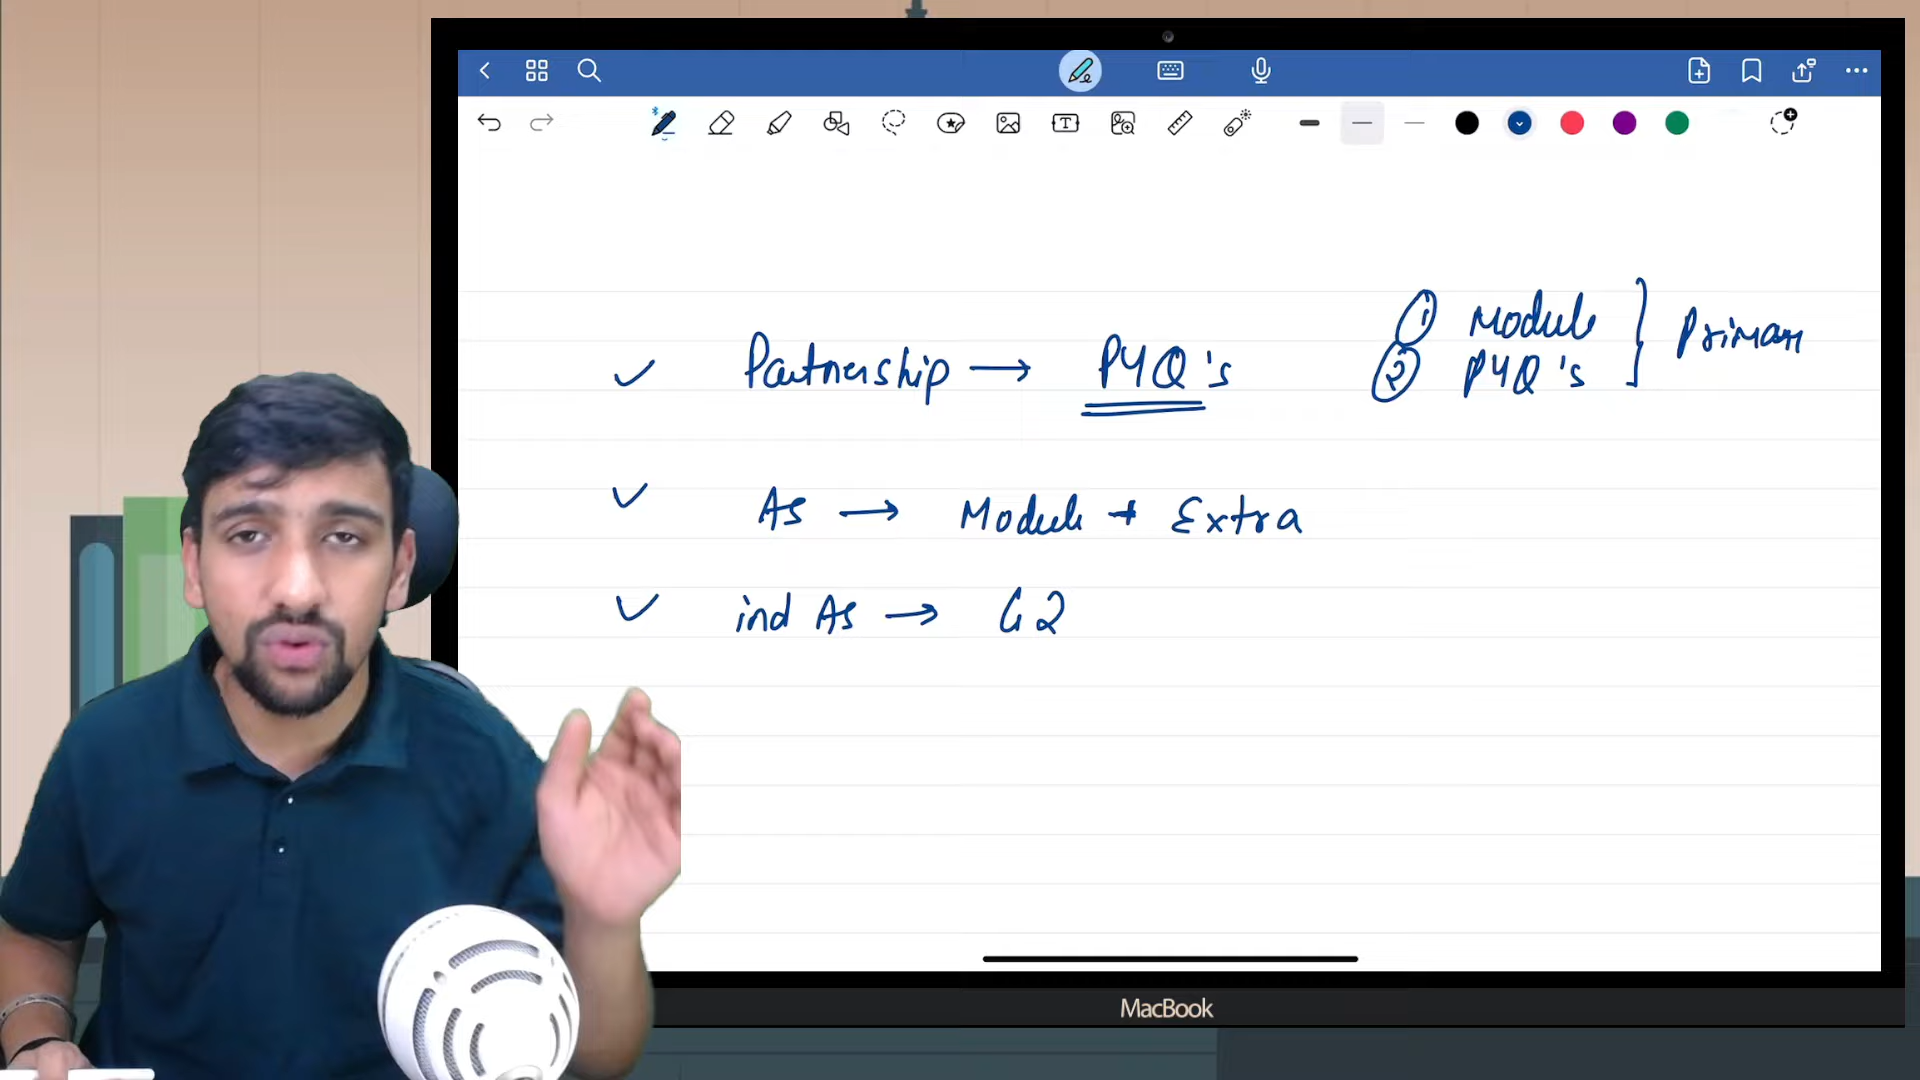 ① Module
Partnership → PYQ's
② PYQ's
Primary
As → Module + Extra
ind As → G2
MacBook